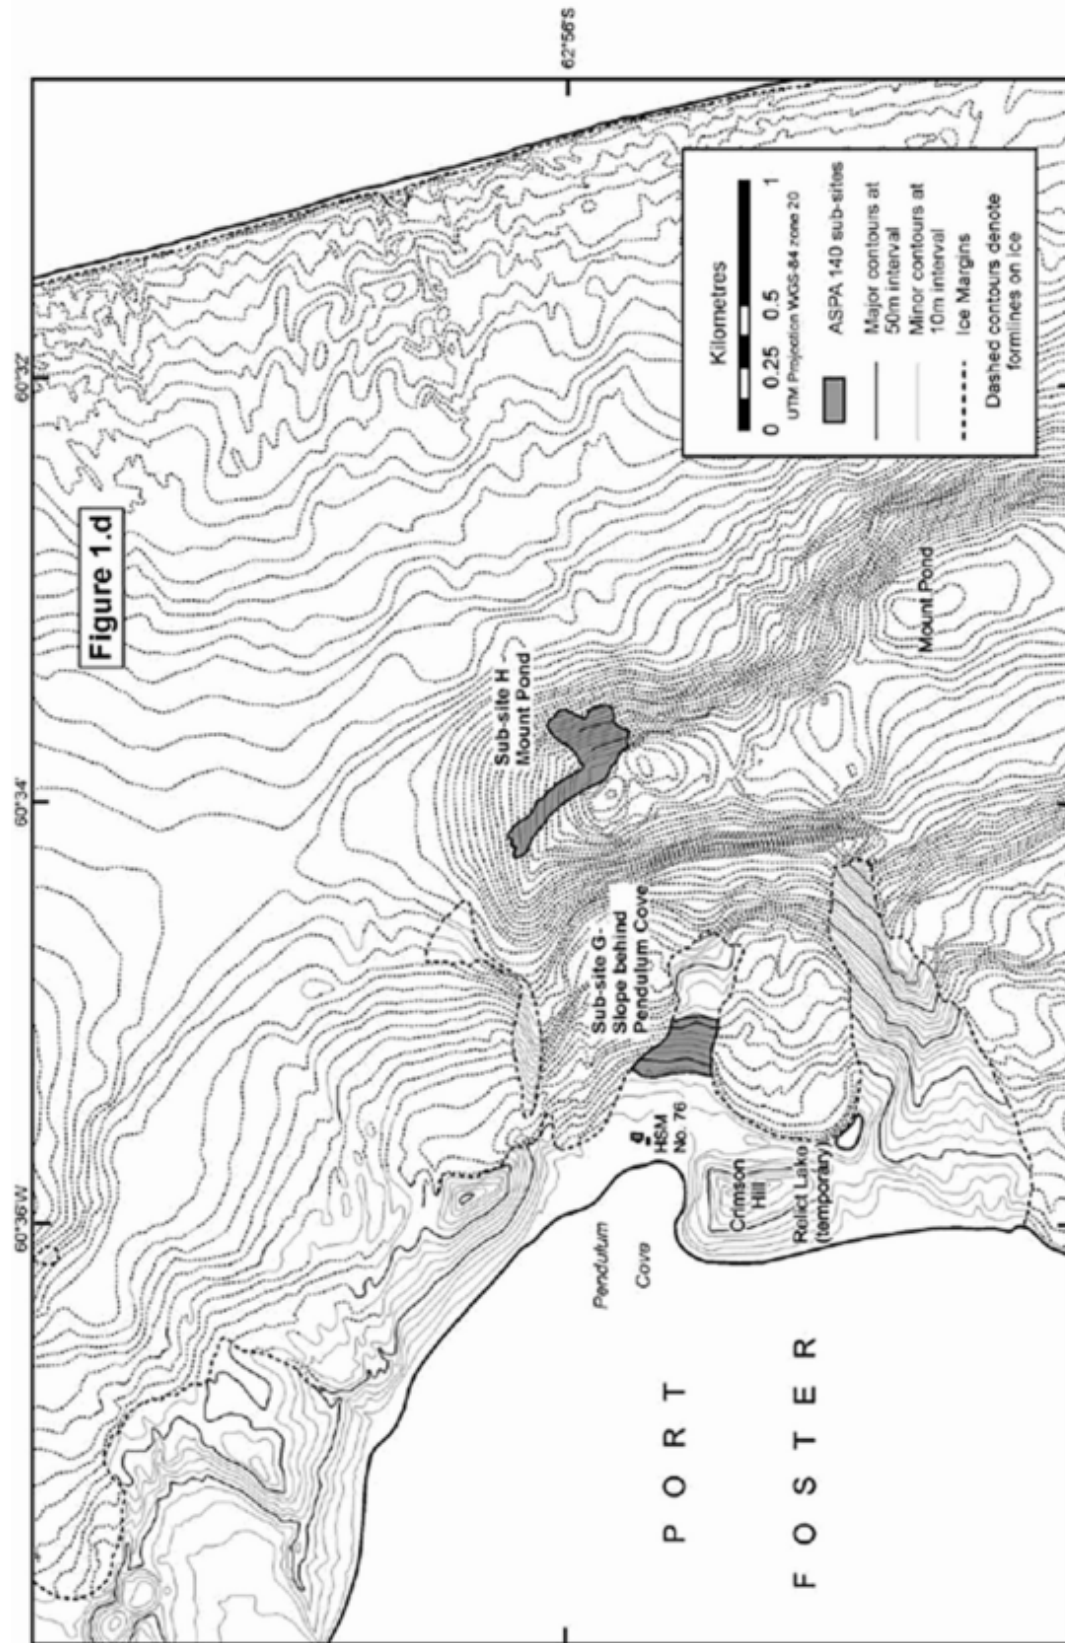 Figure 1.d
60°36'W
60°34'
60°32'
62°56'S
Sub-site H -
Mount Pond
Sub-site G-
Slope behind
Pendulum Cove
HSM
No. 76
Pendulum
Cove
Crimson
Hill
Relict Lake
(temporary)
Mount Pond
PORT
FOSTER
Kilometres
0 0.25 0.5 1
UTM Projection WGS-84 zone 20
ASPA 140 sub-sites
Major contours at
50m interval
Minor contours at
10m interval
Ice Margins
Dashed contours denote
formlines on ice